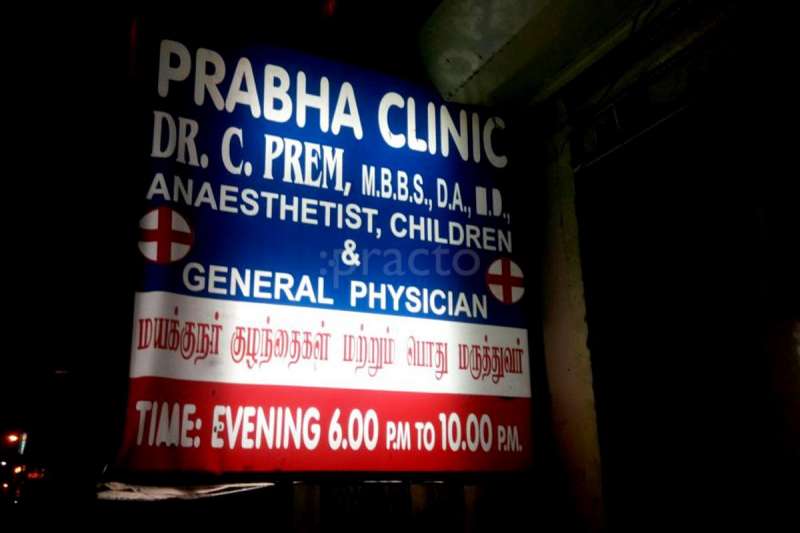 PRABHA CLINIC
DR. C. PREM, M.B.B.S., D.A.,
ANAESTHETIST, CHILDREN
&
GENERAL PHYSICIAN
:practo
மயக்குநர் குழந்தைகள் மற்றும் பொது மருத்துவர்
TIME: EVENING 6.00 P.M TO 10.00 P.M.